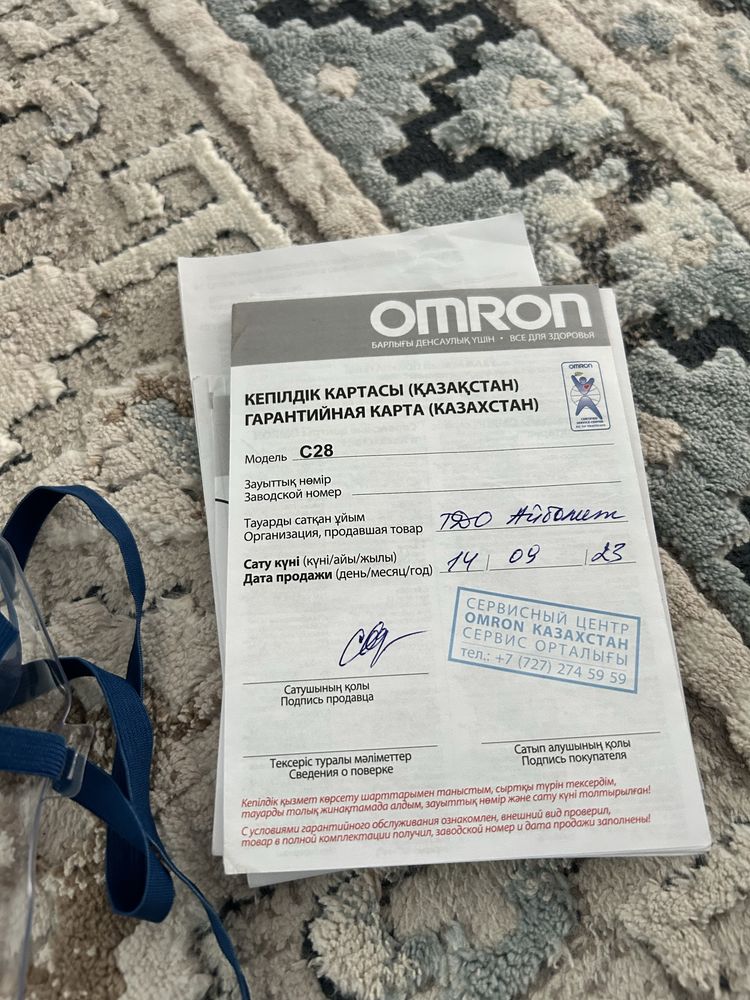 OMRON
БАРЛЫҒЫ ДЕНСАУЛЫҚ ҮШІН • ВСЕ ДЛЯ ЗДОРОВЬЯ
OMRON
КЕПІЛДІК КАРТАСЫ (ҚАЗАҚСТАН)
ГАРАНТИЙНАЯ КАРТА (КАЗАХСТАН)
Модель C28
Зауыттық нөмір
Заводской номер
Тауарды сатқан ұйым
Организация, продавшая товар
Сату күні (күні/айы/жылы)
Дата продажи (день/месяц/год) 14 09 23
СЕРВИСНЫЙ ЦЕНТР
OMRON КАЗАХСТАН
СЕРВИС ОРТАЛЫҒЫ
тел.: +7 (727) 274 59 59
Сатушының қолы
Подпись продавца
Тексеріс туралы мәліметтер
Сведения о поверке
Сатып алушының қолы
Подпись покупателя
Кепілдік қызмет көрсету шарттарымен таныстым, сыртқы түрін тексердім,
тауарды толық жинақтамада алдым, зауыттық нөмір және сату күні толтырылған!
С условиями гарантийного обслуживания ознакомлен, внешний вид проверил,
товар в полной комплектации получил, заводской номер и дата продажи заполнены!